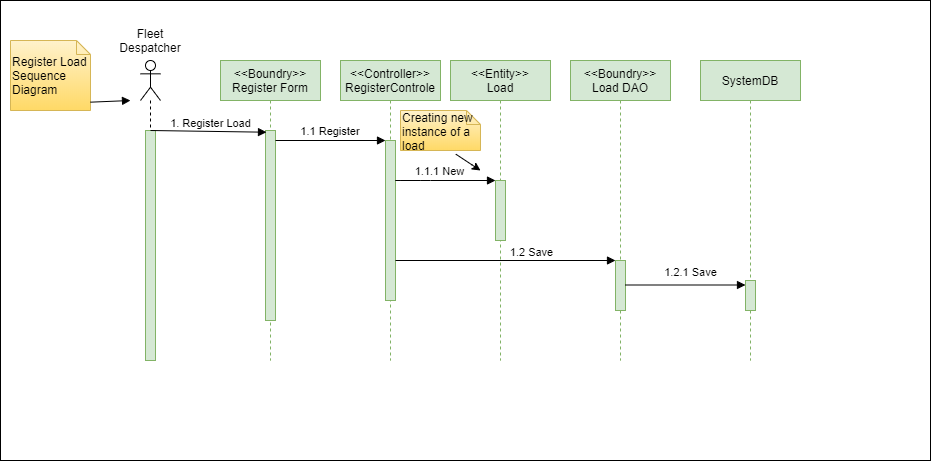 Fleet
Despatcher
Register Load
Sequence
Diagram
<<Boundry>>
Register Form
<<Controller>>
RegisterControle
<<Entity>>
Load
<<Boundry>>
Load DAO
SystemDB
Creating new
instance of a
load
1. Register Load
1.1 Register
1.1.1 New
1.2 Save
1.2.1 Save